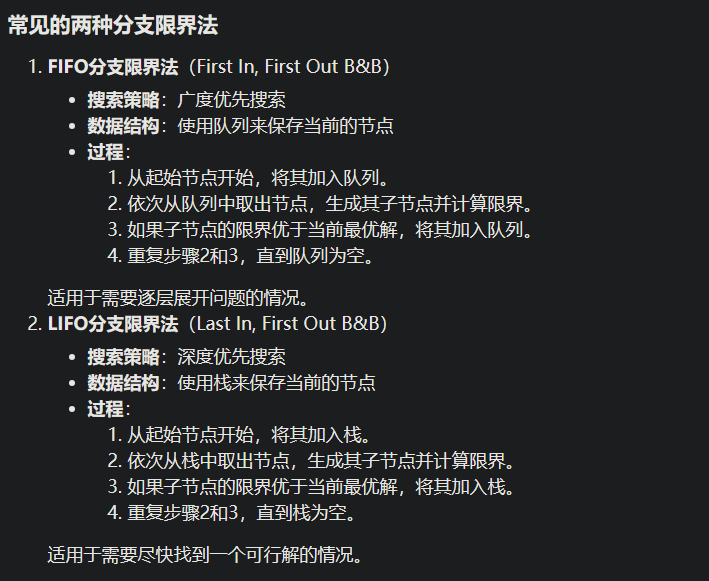 常见的两种分支限界法
1. FIFO分支限界法（First In, First Out B&B）
• 搜索策略：广度优先搜索
• 数据结构：使用队列来保存当前的节点
• 过程：
1. 从起始节点开始，将其加入队列。
2. 依次从队列中取出节点，生成其子节点并计算限界。
3. 如果子节点的限界优于当前最优解，将其加入队列。
4. 重复步骤2和3，直到队列为空。
适用于需要逐层展开问题的情况。
2. LIFO分支限界法（Last In, First Out B&B）
• 搜索策略：深度优先搜索
• 数据结构：使用栈来保存当前的节点
• 过程：
1. 从起始节点开始，将其加入栈。
2. 依次从栈中取出节点，生成其子节点并计算限界。
3. 如果子节点的限界优于当前最优解，将其加入栈。
4. 重复步骤2和3，直到栈为空。
适用于需要尽快找到一个可行解的情况。